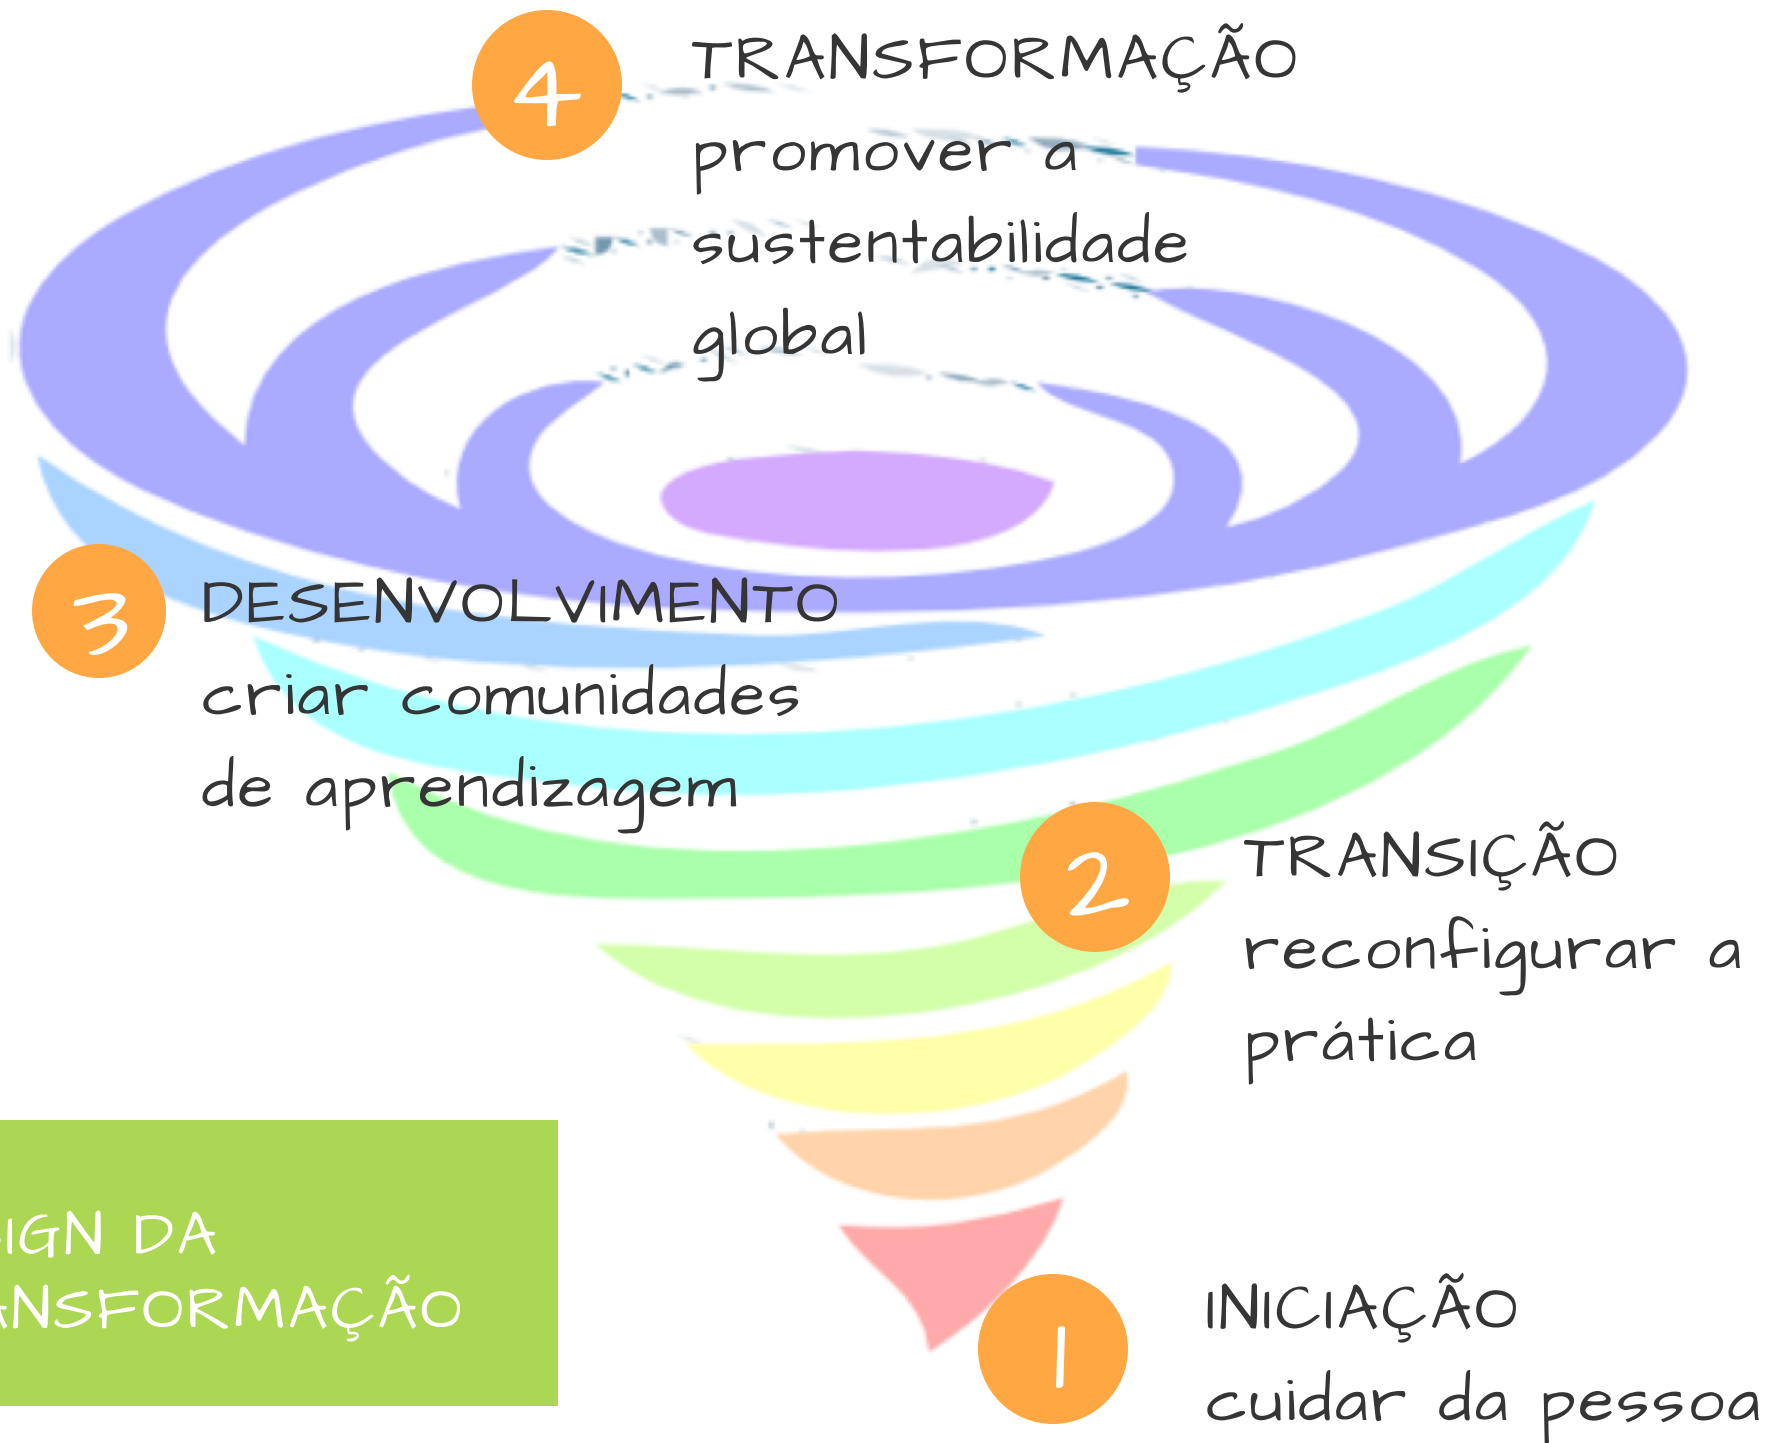 4
TRANSFORMAÇÃO
promover a
sustentabilidade
global
3
DESENVOLVIMENTO
criar comunidades
de aprendizagem
2
TRANSIÇÃO
reconfigurar a
prática
IGN DA
ANSFORMAÇÃO
1
INICIAÇÃO
cuidar da pessoa